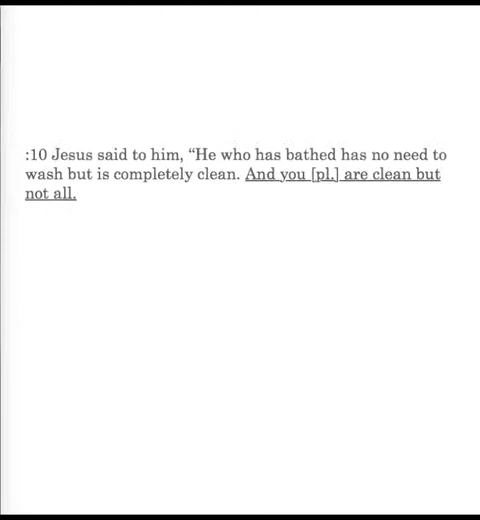 :10 Jesus said to him, “He who has bathed has no need to
wash but is completely clean. And you [pl.] are clean but
not all.